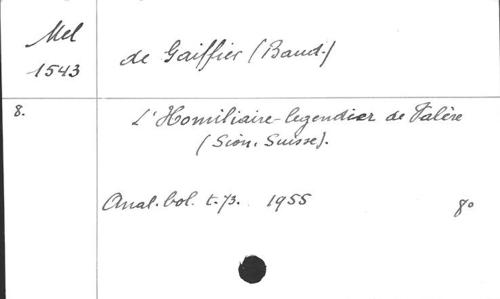 Mel
1543
de Gaiffier (Baud.)
8.
L'Homiliaire-legendier de Valère
(Sion, Suisse).
Anal. bol. t. 73. 1955
8°